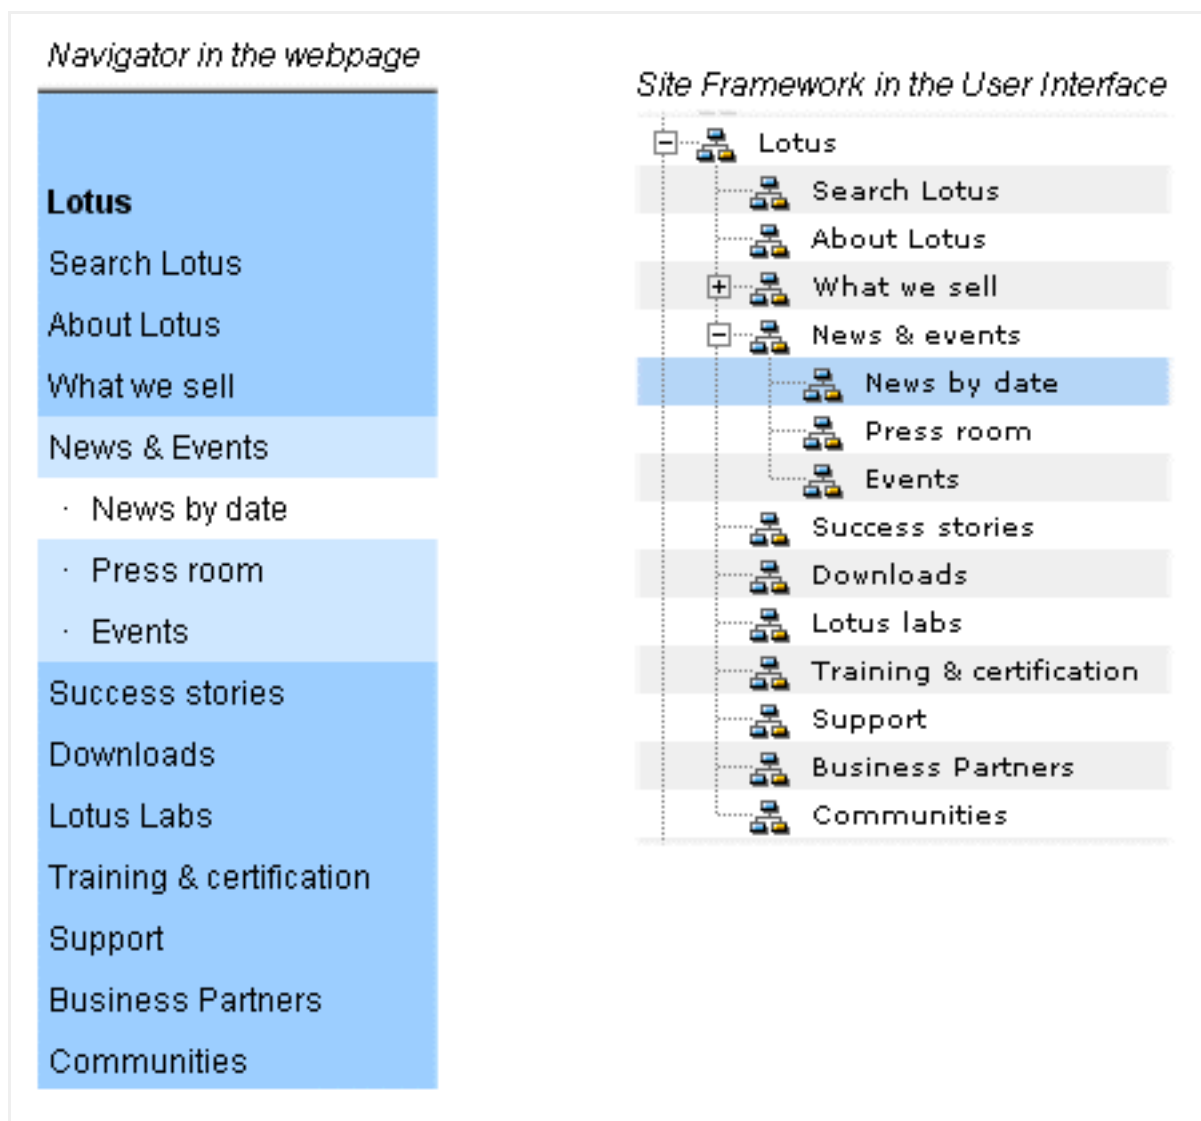 Navigator in the webpage
Lotus
Search Lotus
About Lotus
What we sell
News & Events
· News by date
· Press room
· Events
Success stories
Downloads
Lotus Labs
Training & certification
Support
Business Partners
Communities
Site Framework in the User Interface
Lotus
Search Lotus
About Lotus
What we sell
News & events
News by date
Press room
Events
Success stories
Downloads
Lotus labs
Training & certification
Support
Business Partners
Communities